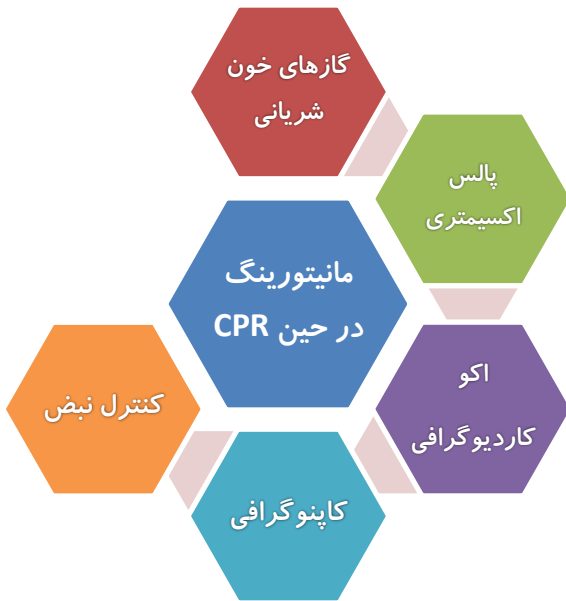 گازهای خون
شریانی
پالس
اکسیمتری
مانیتورینگ
در حین CPR
اکو
کاردیوگرافی
کنترل نبض
کاپنوگرافی